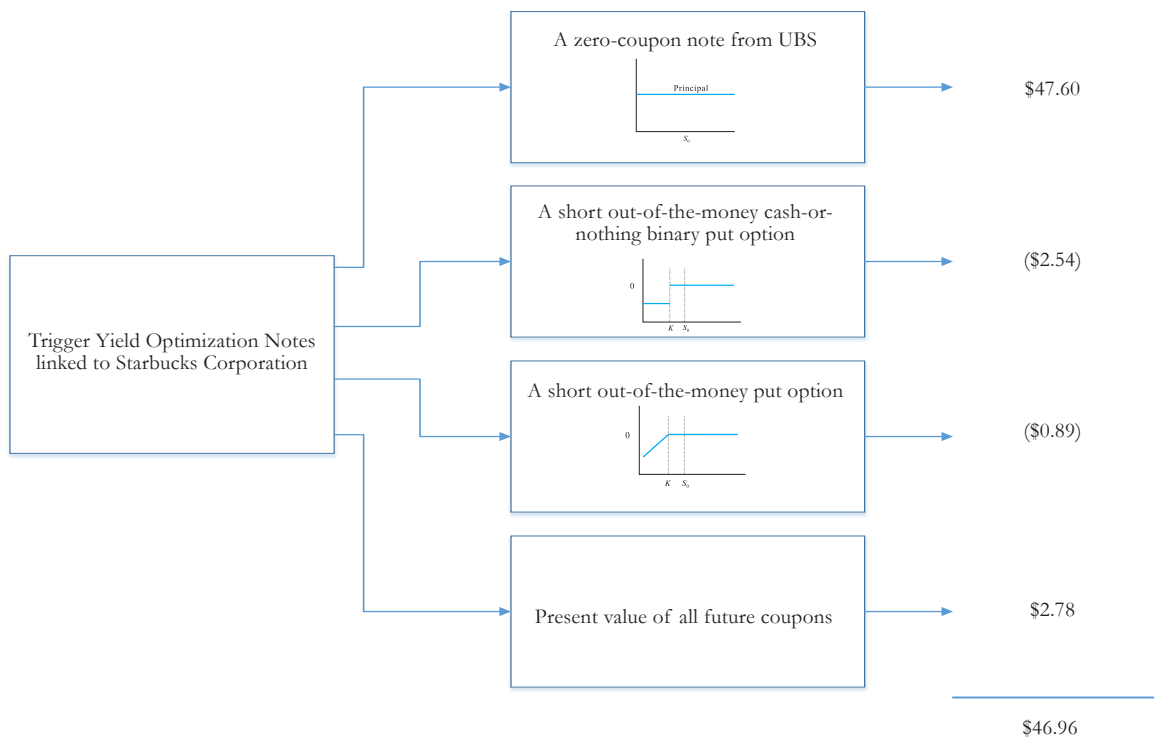 Trigger Yield Optimization Notes
linked to Starbucks Corporation
A zero-coupon note from UBS
Principal
S₀
$47.60
A short out-of-the-money cash-or-
nothing binary put option
0
K S₀
($2.54)
A short out-of-the-money put option
0
K S₀
($0.89)
Present value of all future coupons
$2.78
$46.96